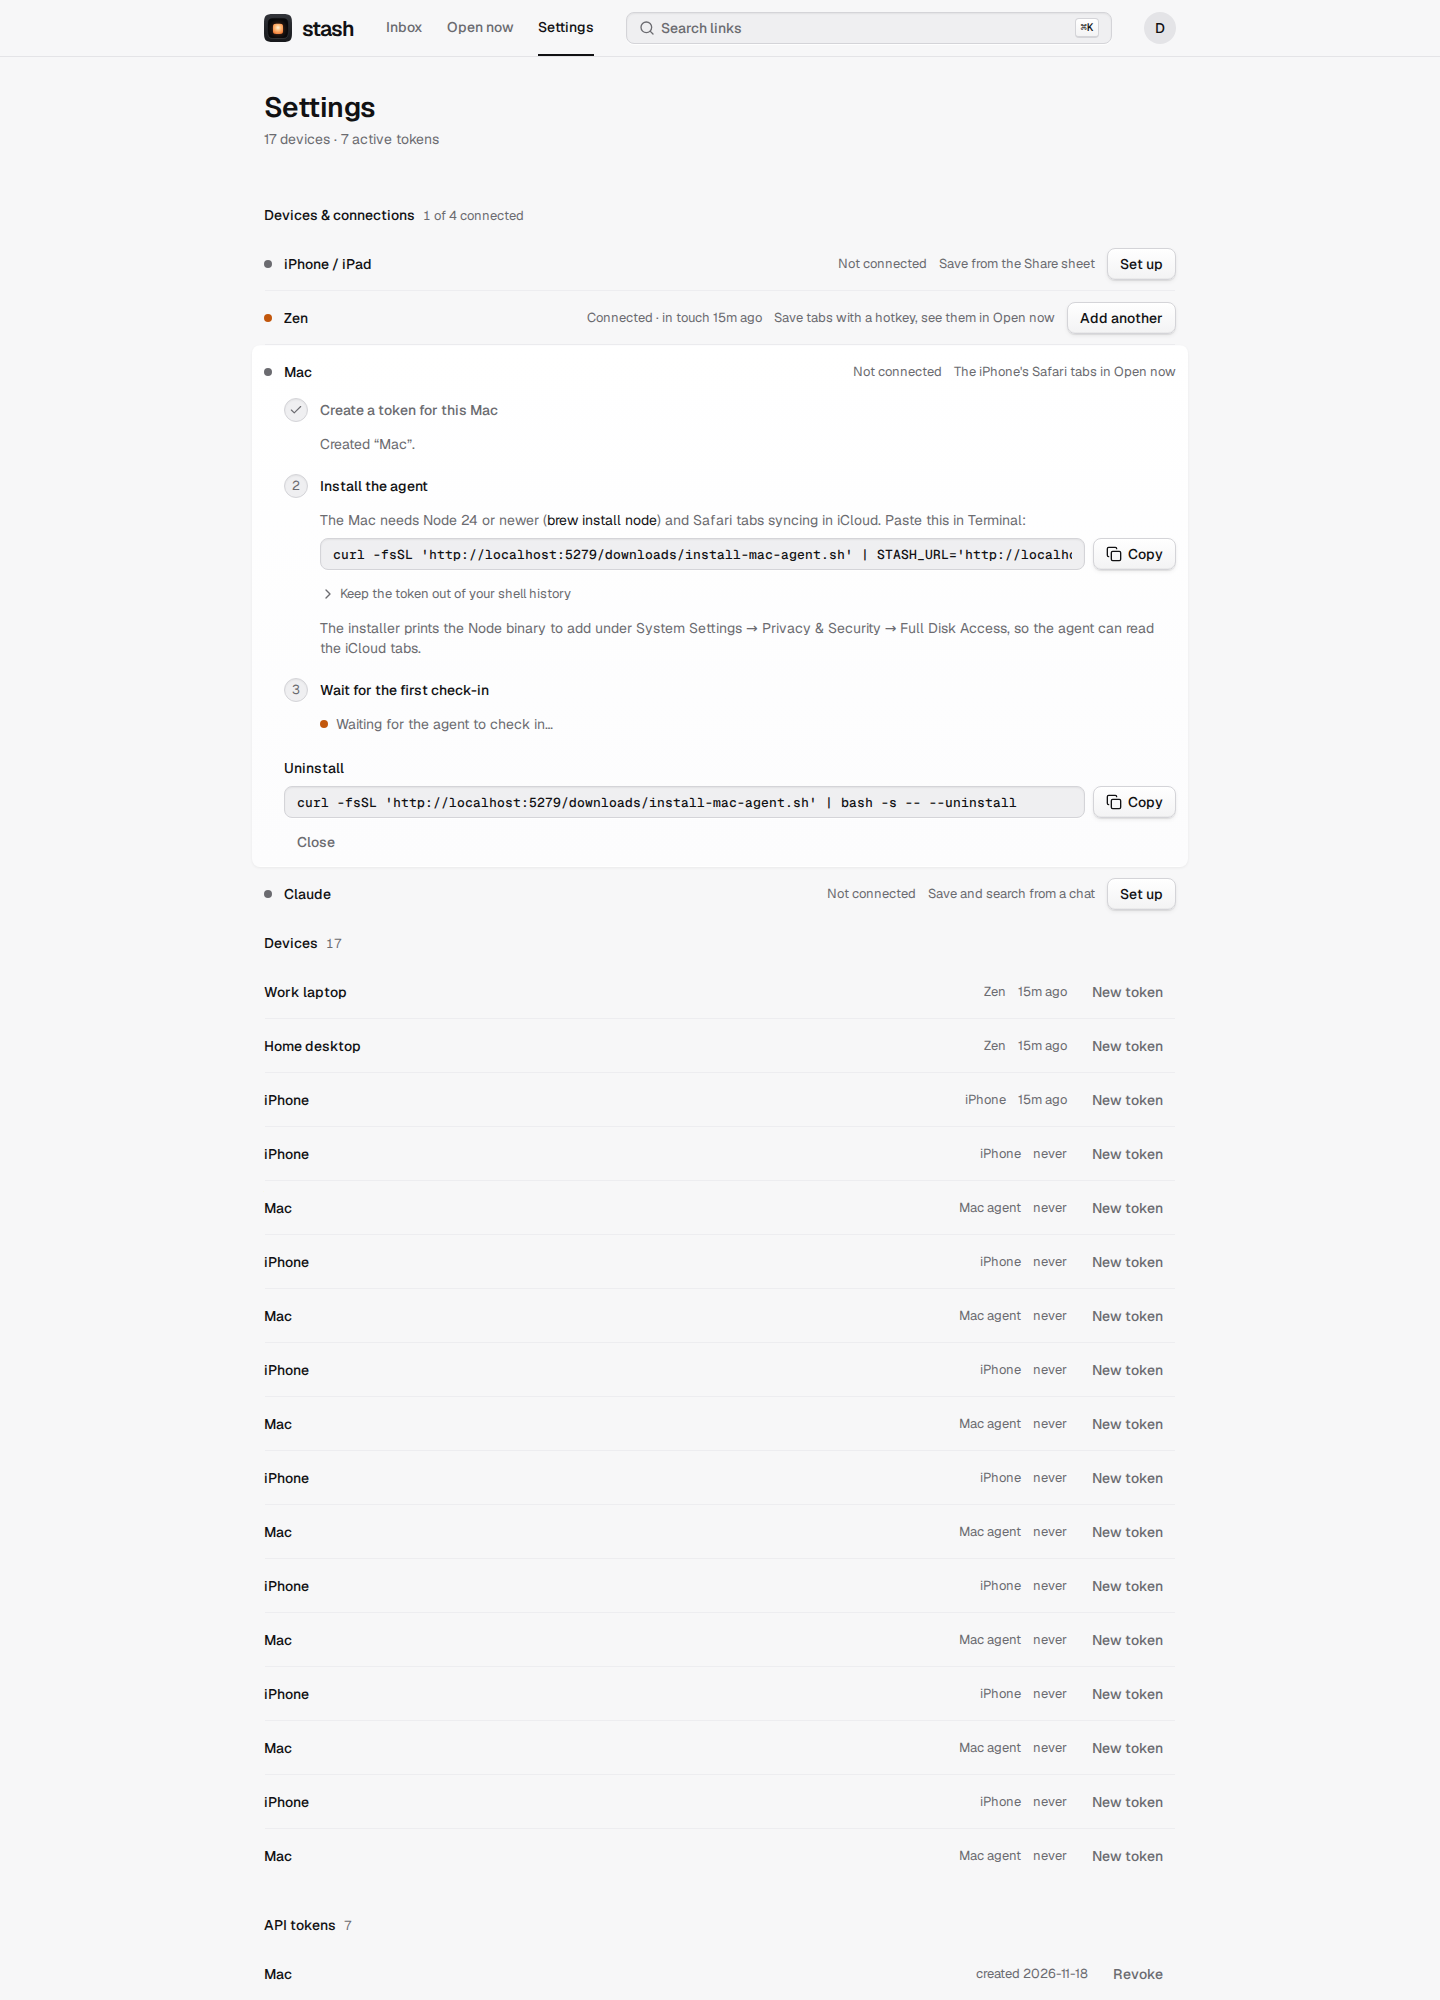 stash
Inbox
Open now
Settings
Search links
⌘K
D
Settings
17 devices · 7 active tokens
Devices & connections 1 of 4 connected
iPhone / iPad
Not connected Save from the Share sheet
Set up
Zen
Connected · in touch 15m ago Save tabs with a hotkey, see them in Open now
Add another
Mac
Not connected The iPhone's Safari tabs in Open now
Create a token for this Mac
Created “Mac”.
2 Install the agent
The Mac needs Node 24 or newer (brew install node) and Safari tabs syncing in iCloud. Paste this in Terminal:
curl -fsSL 'http://localhost:5279/downloads/install-mac-agent.sh' | STASH_URL='http://localho
Copy
Keep the token out of your shell history
The installer prints the Node binary to add under System Settings → Privacy & Security → Full Disk Access, so the agent can read
the iCloud tabs.
3 Wait for the first check-in
Waiting for the agent to check in…
Uninstall
curl -fsSL 'http://localhost:5279/downloads/install-mac-agent.sh' | bash -s -- --uninstall
Copy
Close
Claude
Not connected Save and search from a chat
Set up
Devices 17
Work laptop Zen 15m ago New token
Home desktop Zen 15m ago New token
iPhone iPhone 15m ago New token
iPhone iPhone never New token
Mac Mac agent never New token
iPhone iPhone never New token
Mac Mac agent never New token
iPhone iPhone never New token
Mac Mac agent never New token
iPhone iPhone never New token
Mac Mac agent never New token
iPhone iPhone never New token
Mac Mac agent never New token
iPhone iPhone never New token
Mac Mac agent never New token
iPhone iPhone never New token
Mac Mac agent never New token
API tokens 7
Mac created 2026-11-18 Revoke